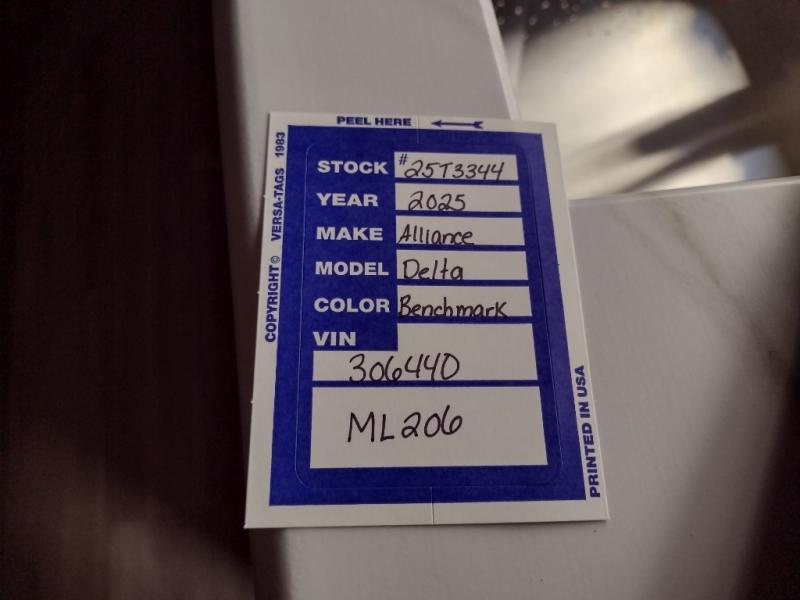 PEEL HERE
COPYRIGHT© VERSA-TAGS 1983
STOCK #25T3344
YEAR 2025
MAKE Alliance
MODEL Delta
COLOR Benchmark
VIN
306440
ML206
PRINTED IN USA